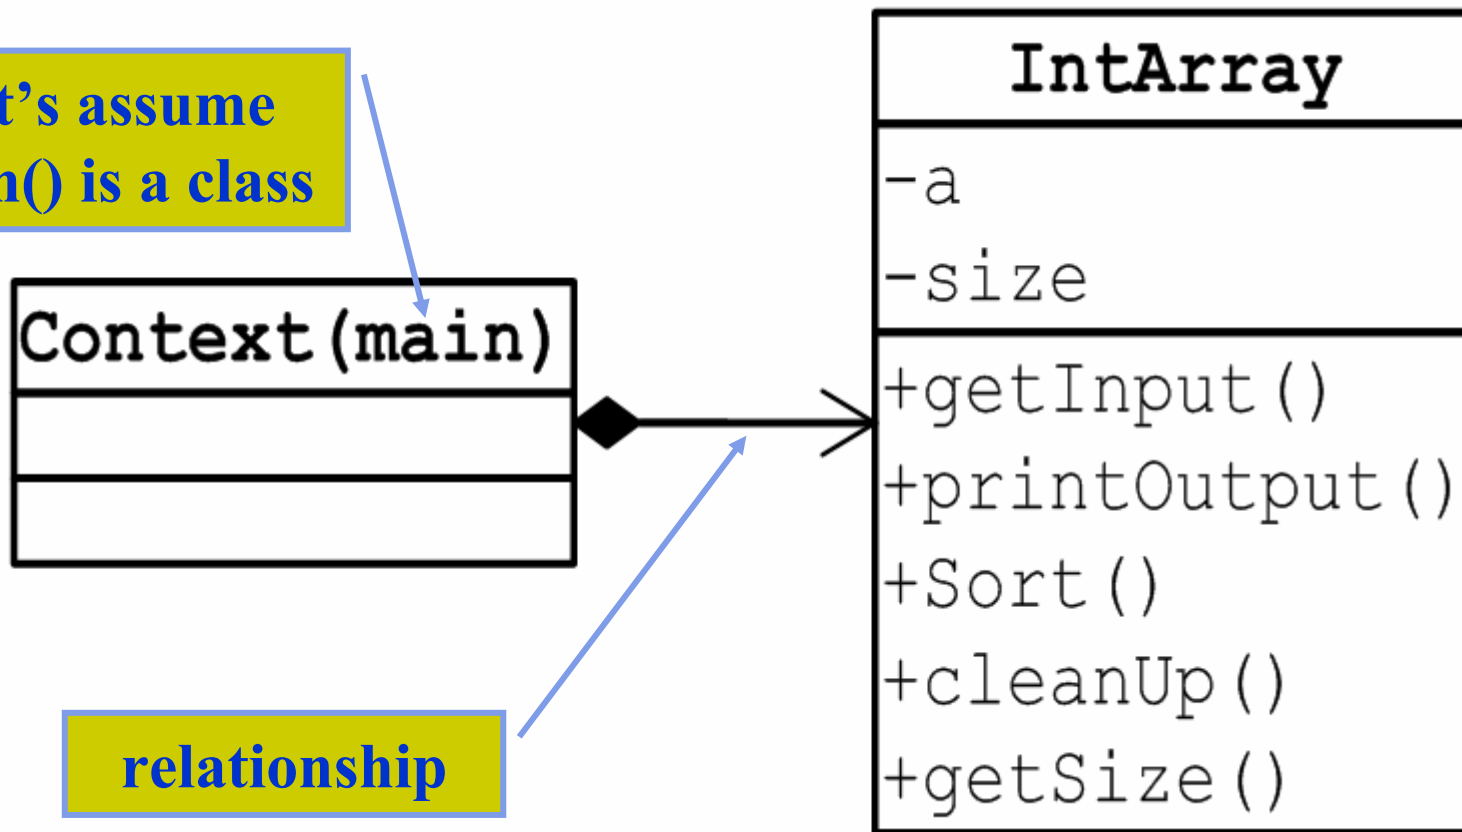 t’s assume
n() is a class
Context(main)
relationship
IntArray
-a
-size
+getInput()
+printOutput()
+Sort()
+cleanUp()
+getSize()